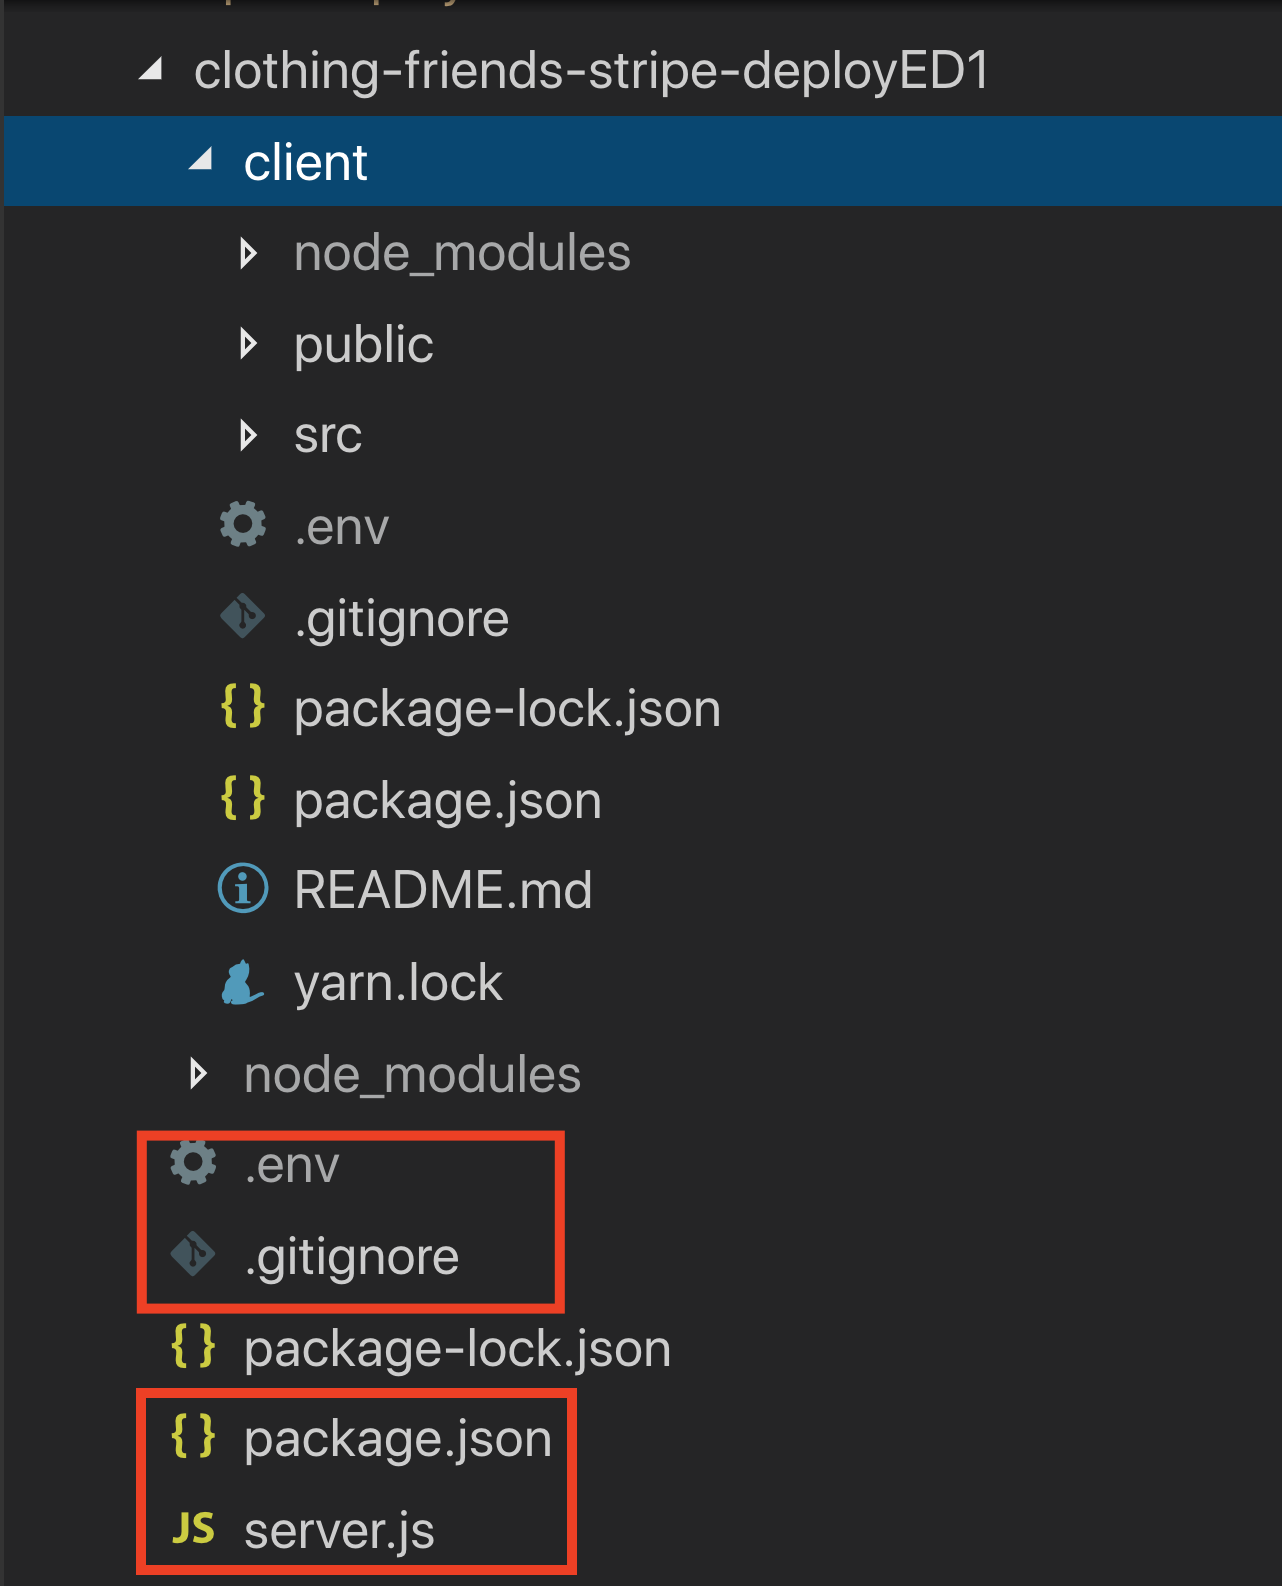 clothing-friends-stripe-deployED1
client
node_modules
public
src
.env
.gitignore
{ } package-lock.json
{ } package.json
README.md
yarn.lock
node_modules
.env
.gitignore
{ } package-lock.json
{ } package.json
JS server.js